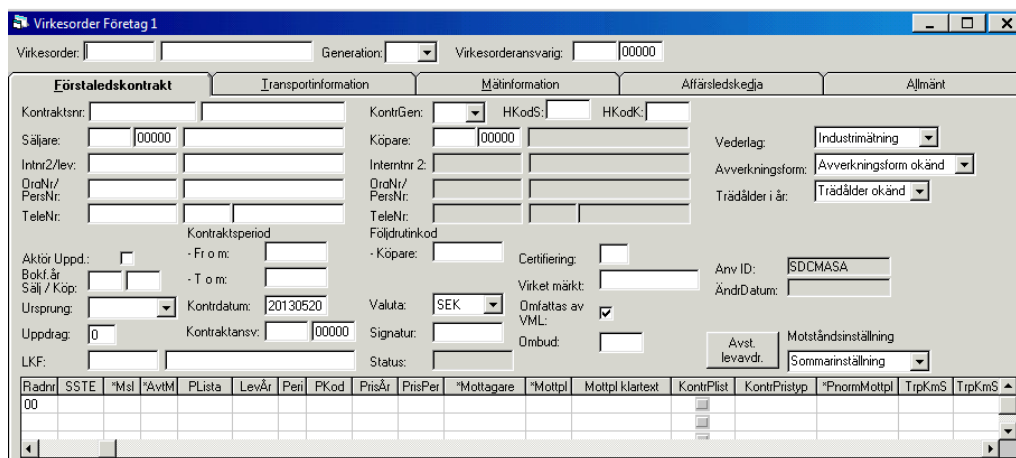 Virkesorder Företag 1
Virkesorder: Generation: Virkesorderansvarig: 00000
Förstaledskontrakt Transportinformation Mätinformation Affärsledskedja Allmänt
Kontraktsnr: KontrGen: HKodS: HKodK:
Säljare: 00000 Köpare: 00000 Vederlag: Industrimätning
Intnr2/lev: Interntnr 2: Avverkningsform: Avverkningsform okänd
OrgNr/ PersNr: OrgNr/ PersNr: Trädålder i år: Trädålder okänd
TeleNr: TeleNr:
Kontraktsperiod Följdrutinkod
Aktör Uppd.: - Fr o m: - Köpare: Certifiering:
Bokf.år Sälj / Köp: - T o m: Virket märkt: Anv ID: SDCMASA
ÄndrDatum:
Ursprung: Kontrdatum: 20130520 Valuta: SEK Omfattas av VML:
Uppdrag: 0 Kontraktansv: 00000 Signatur: Ombud: Avst. levavdr. Motståndsinställning
LKF: Status: Sommarinställning
Radnr SSTE *Msl *AvtM PLista LevÅr Peri PKod PrisÅr PrisPer *Mottagare *Mottpl Mottpl klartext KontrPlist KontrPristyp *PnormMottpl TrpKmS TrpKmS
00